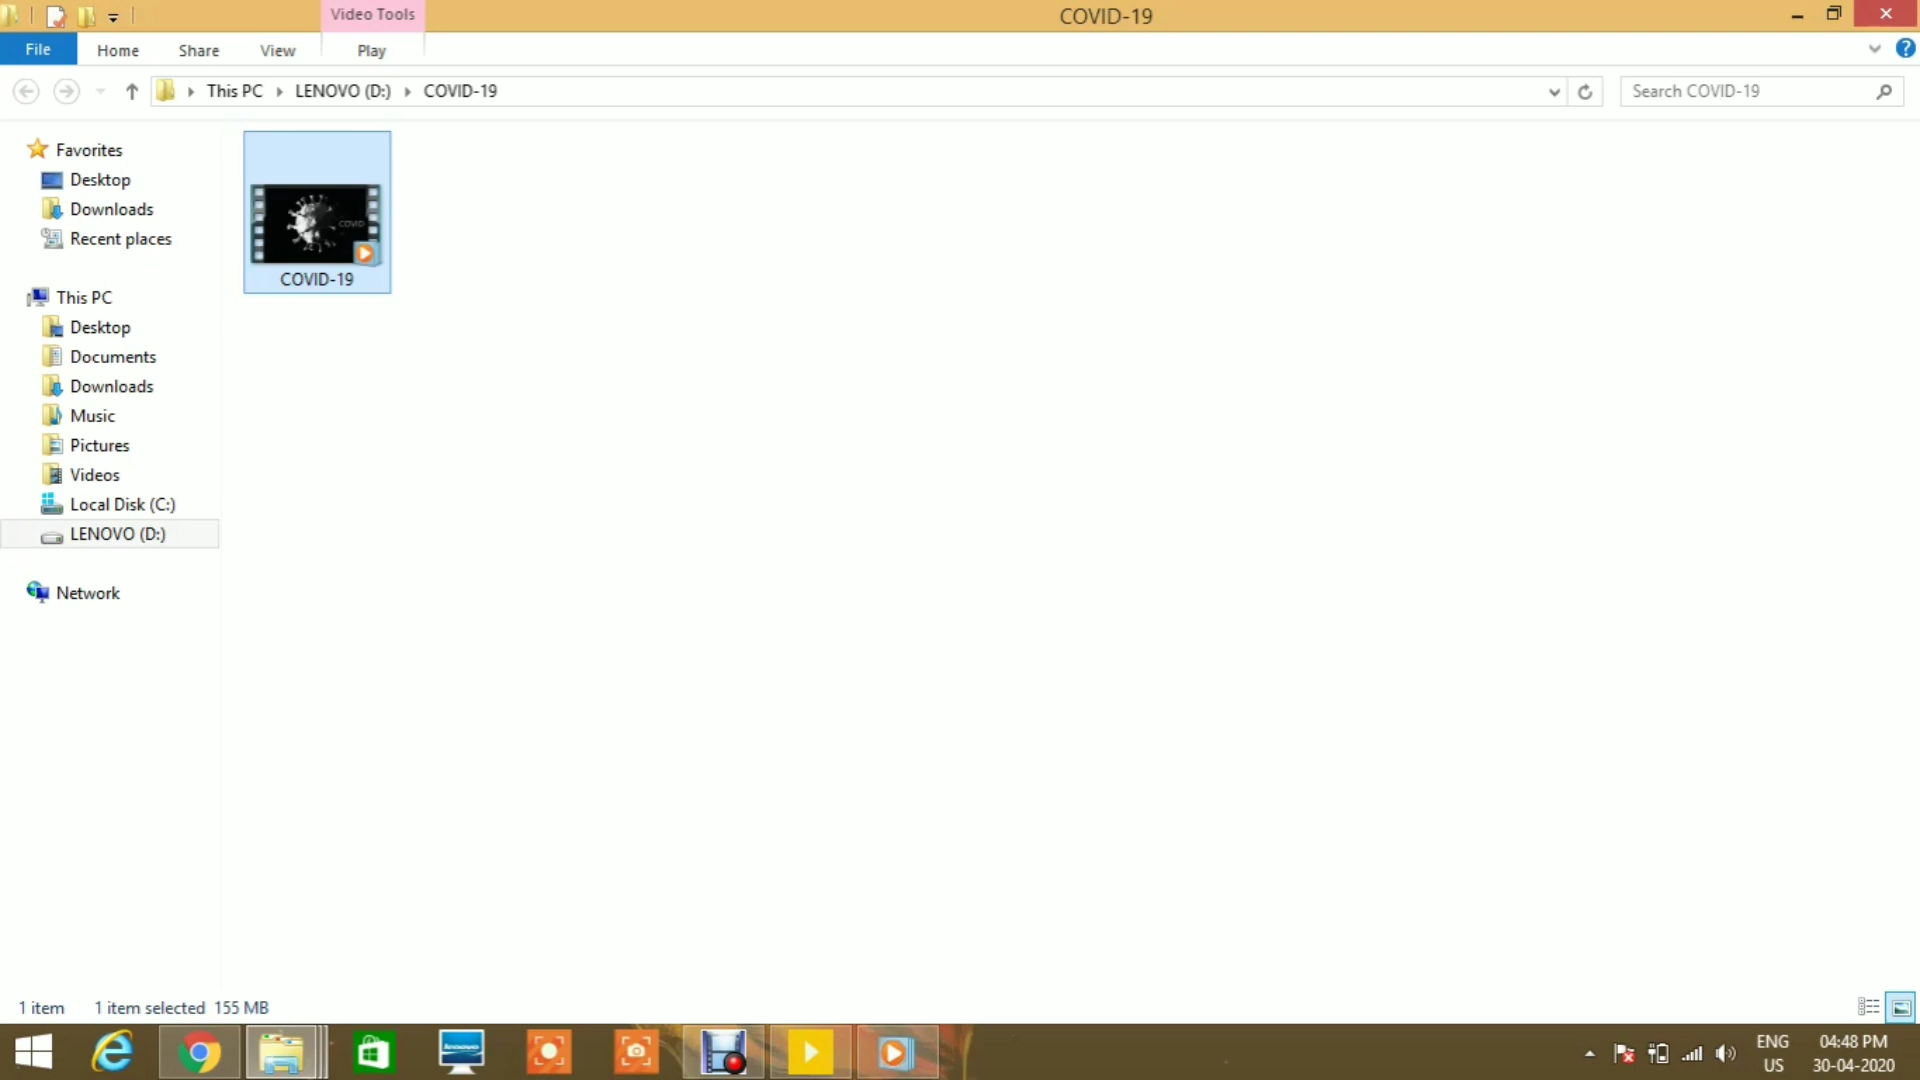 Video Tools
COVID-19
File
Home
Share
View
Play
This PC
LENOVO (D:)
COVID-19
Search COVID-19
Favorites
Desktop
Downloads
Recent places
This PC
Desktop
Documents
Downloads
Music
Pictures
Videos
Local Disk (C:)
LENOVO (D:)
Network
COVID
COVID-19
1 item
1 item selected 155 MB
lenovo
ENG
US
04:48 PM
30-04-2020